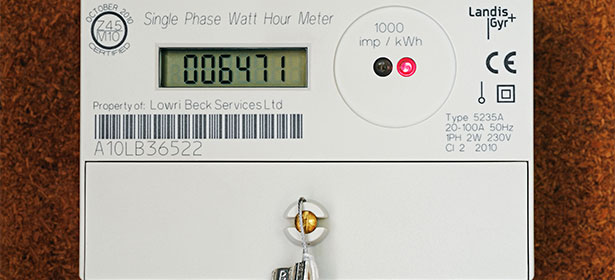 OCTOBER 2010
Z45
M10
CERTIFIED
Single Phase Watt Hour Meter
006471
1000
imp / kWh
Landis
Gyr+
CE
Property of: Lowri Beck Services Ltd
A10LB36522
Type 5235A
20-100A 50Hz
1PH 2W 230V
Cl 2 2010